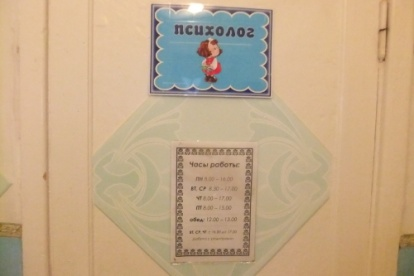 ПСИХОЛОГ
Часы работы:
ПН 8.00 – 16.00
ВТ, СР 8.30 – 17.00
ЧТ 9.00 – 17.00
ПТ 8.00 – 15.00
обед: 12.00 – 13.00